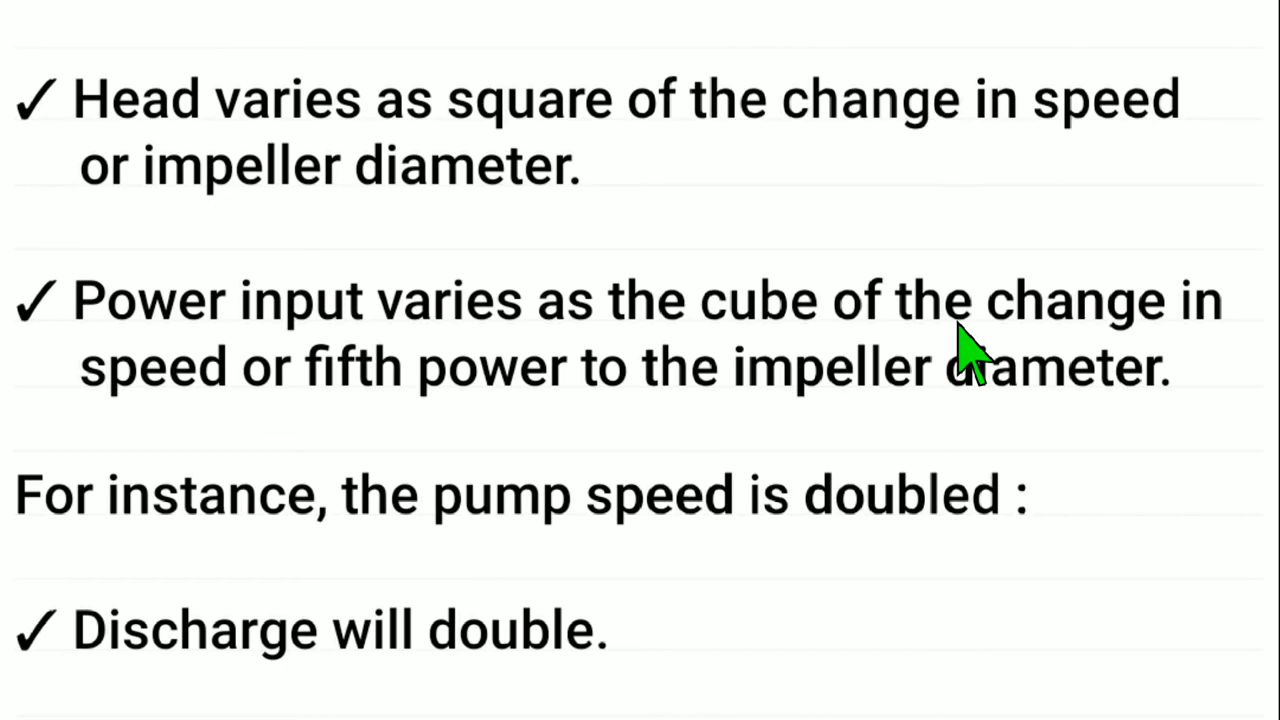 ✓ Head varies as square of the change in speed
or impeller diameter.
✓ Power input varies as the cube of the change in
speed or fifth power to the impeller diameter.
For instance, the pump speed is doubled :
✓ Discharge will double.